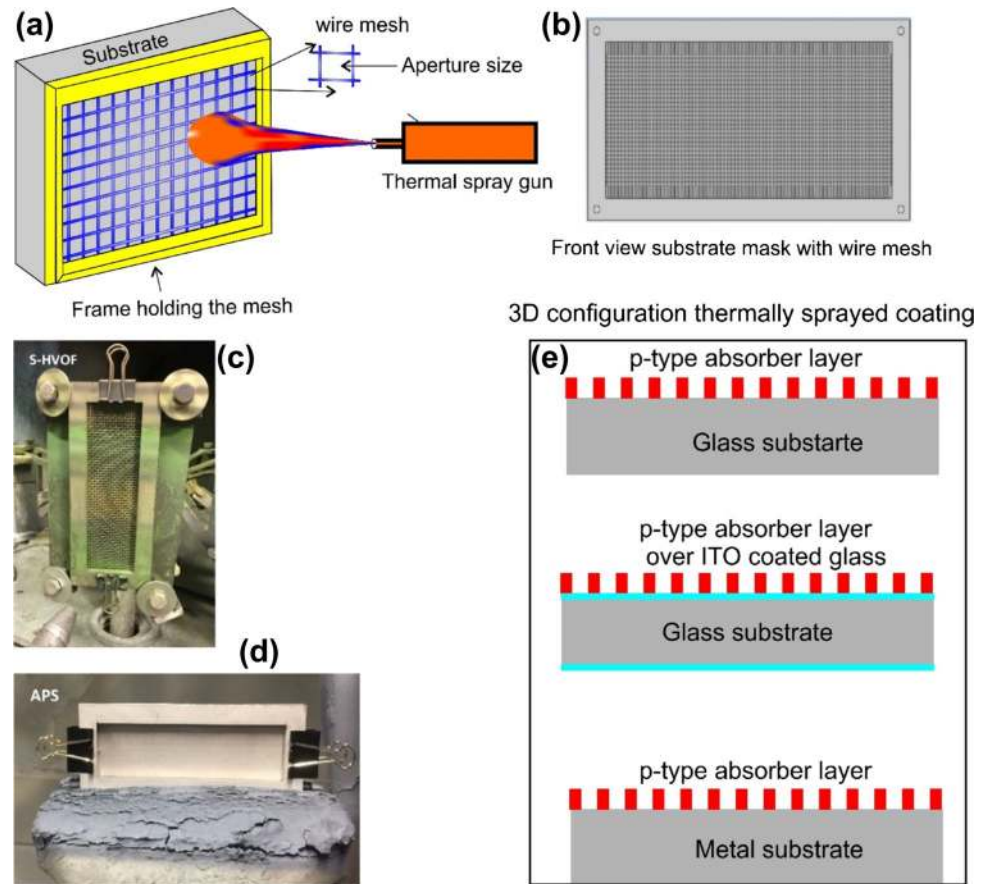 (a)
Substrate
wire mesh
Aperture size
Thermal spray gun
Frame holding the mesh
(b)
Front view substrate mask with wire mesh
3D configuration thermally sprayed coating
S-HVOF
(c)
(d)
APS
(e)
p-type absorber layer
Glass substarte
p-type absorber layer
over ITO coated glass
Glass substrate
p-type absorber layer
Metal substrate